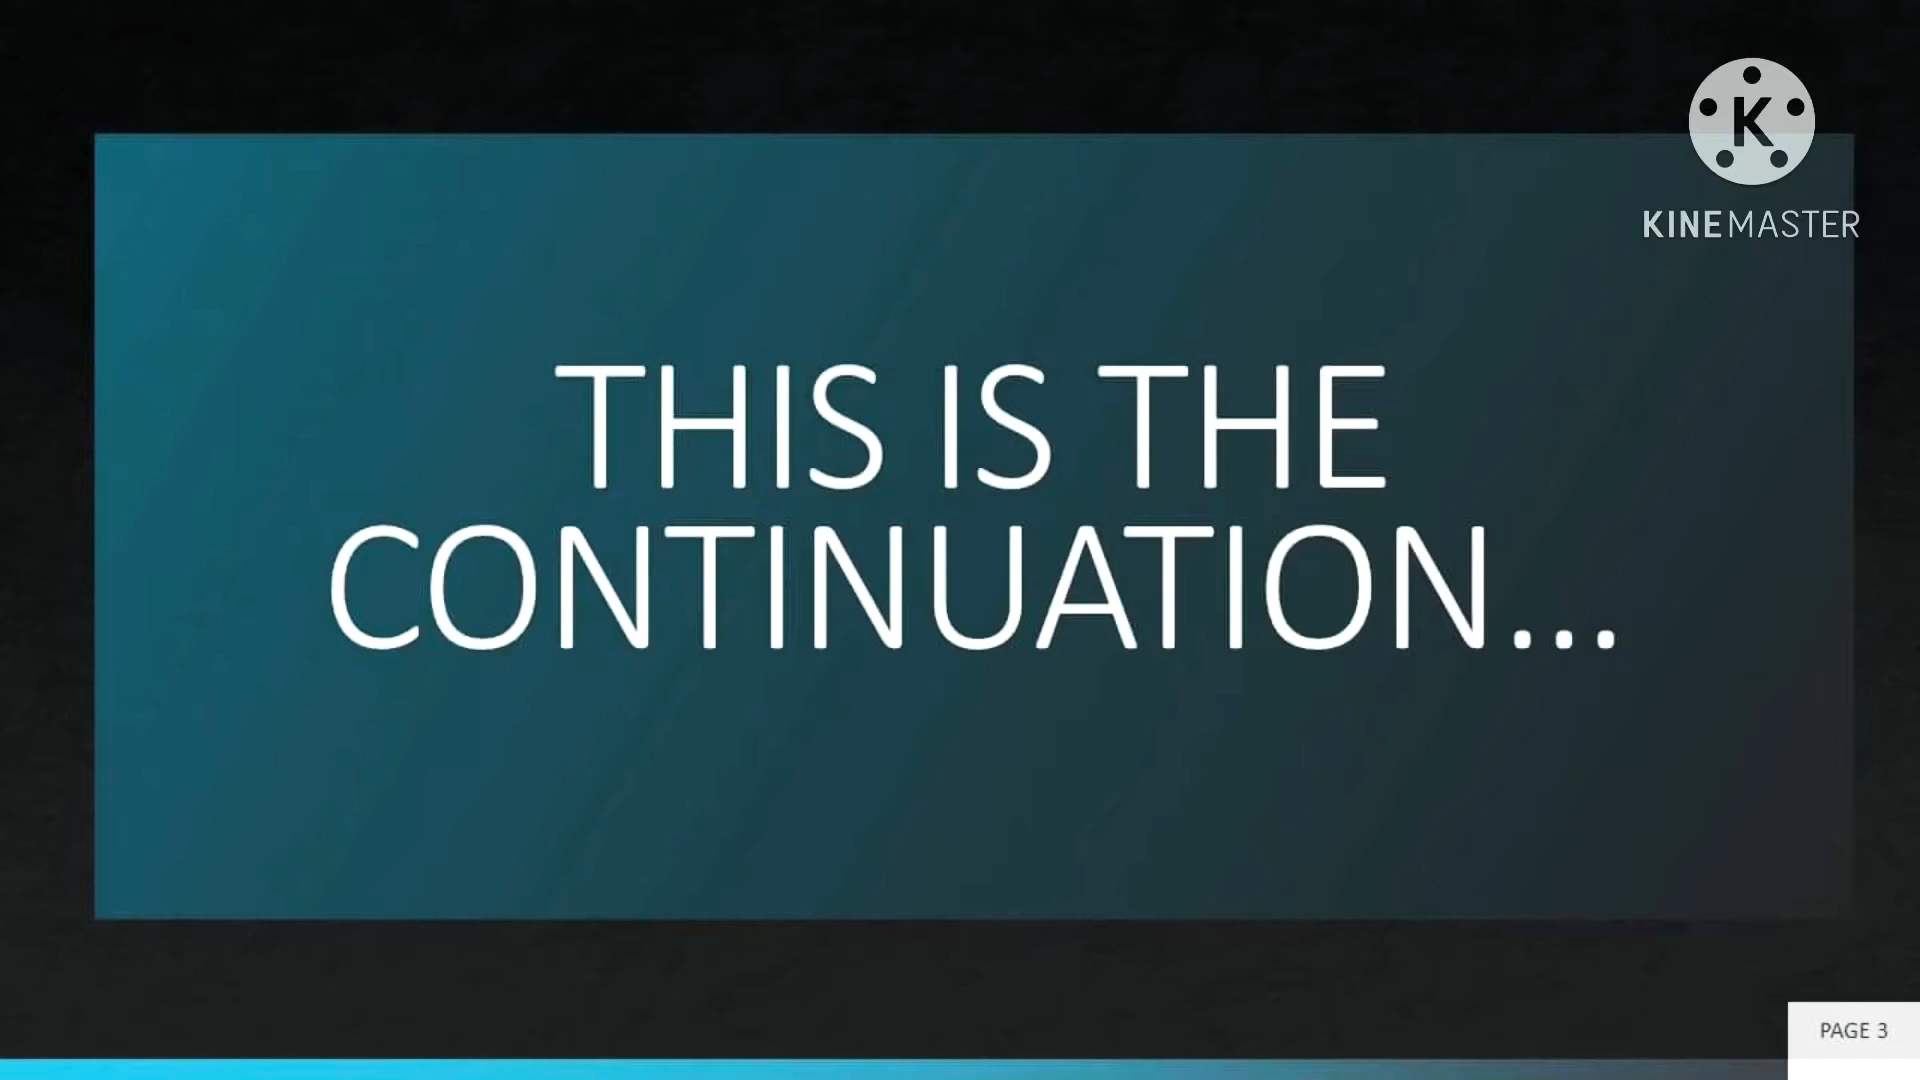 K
KINEMASTER
THIS IS THE
CONTINUATION...
PAGE 3